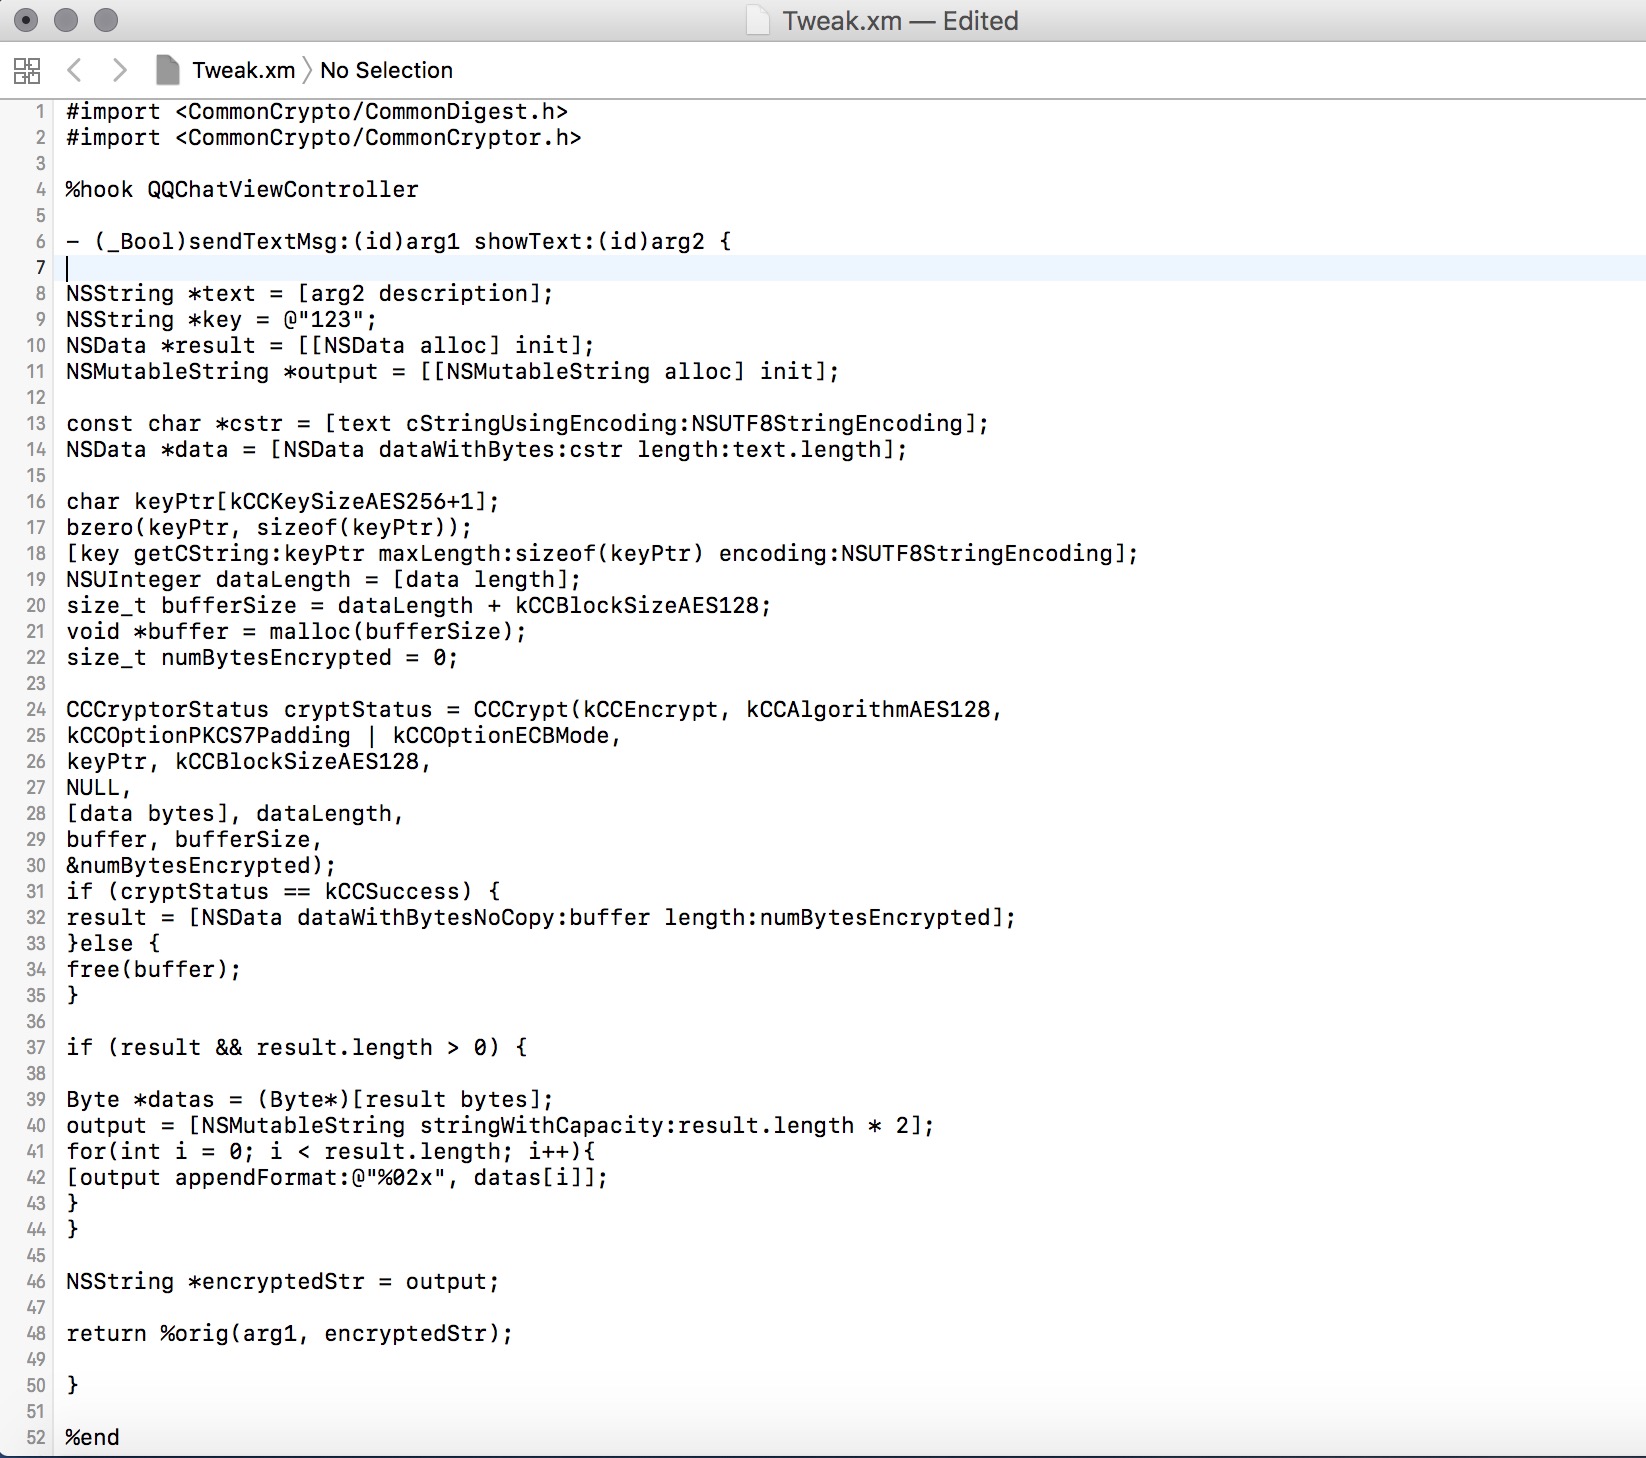 Tweak.xm — Edited
Tweak.xm No Selection
1 #import <CommonCrypto/CommonDigest.h>
2 #import <CommonCrypto/CommonCryptor.h>
3
4 %hook QQChatViewController
5
6 - (_Bool)sendTextMsg:(id)arg1 showText:(id)arg2 {
7
8 NSString *text = [arg2 description];
9 NSString *key = @"123";
10 NSData *result = [[NSData alloc] init];
11 NSMutableString *output = [[NSMutableString alloc] init];
12
13 const char *cstr = [text cStringUsingEncoding:NSUTF8StringEncoding];
14 NSData *data = [NSData dataWithBytes:cstr length:text.length];
15
16 char keyPtr[kCCKeySizeAES256+1];
17 bzero(keyPtr, sizeof(keyPtr));
18 [key getCString:keyPtr maxLength:sizeof(keyPtr) encoding:NSUTF8StringEncoding];
19 NSUInteger dataLength = [data length];
20 size_t bufferSize = dataLength + kCCBlockSizeAES128;
21 void *buffer = malloc(bufferSize);
22 size_t numBytesEncrypted = 0;
23
24 CCCryptorStatus cryptStatus = CCCrypt(kCCEncrypt, kCCAlgorithmAES128,
25 kCCOptionPKCS7Padding | kCCOptionECBMode,
26 keyPtr, kCCBlockSizeAES128,
27 NULL,
28 [data bytes], dataLength,
29 buffer, bufferSize,
30 &numBytesEncrypted);
31 if (cryptStatus == kCCSuccess) {
32 result = [NSData dataWithBytesNoCopy:buffer length:numBytesEncrypted];
33 }else {
34 free(buffer);
35 }
36
37 if (result && result.length > 0) {
38
39 Byte *datas = (Byte*)[result bytes];
40 output = [NSMutableString stringWithCapacity:result.length * 2];
41 for(int i = 0; i < result.length; i++){
42 [output appendFormat:@"%02x", datas[i]];
43 }
44 }
45
46 NSString *encryptedStr = output;
47
48 return %orig(arg1, encryptedStr);
49
50 }
51
52 %end